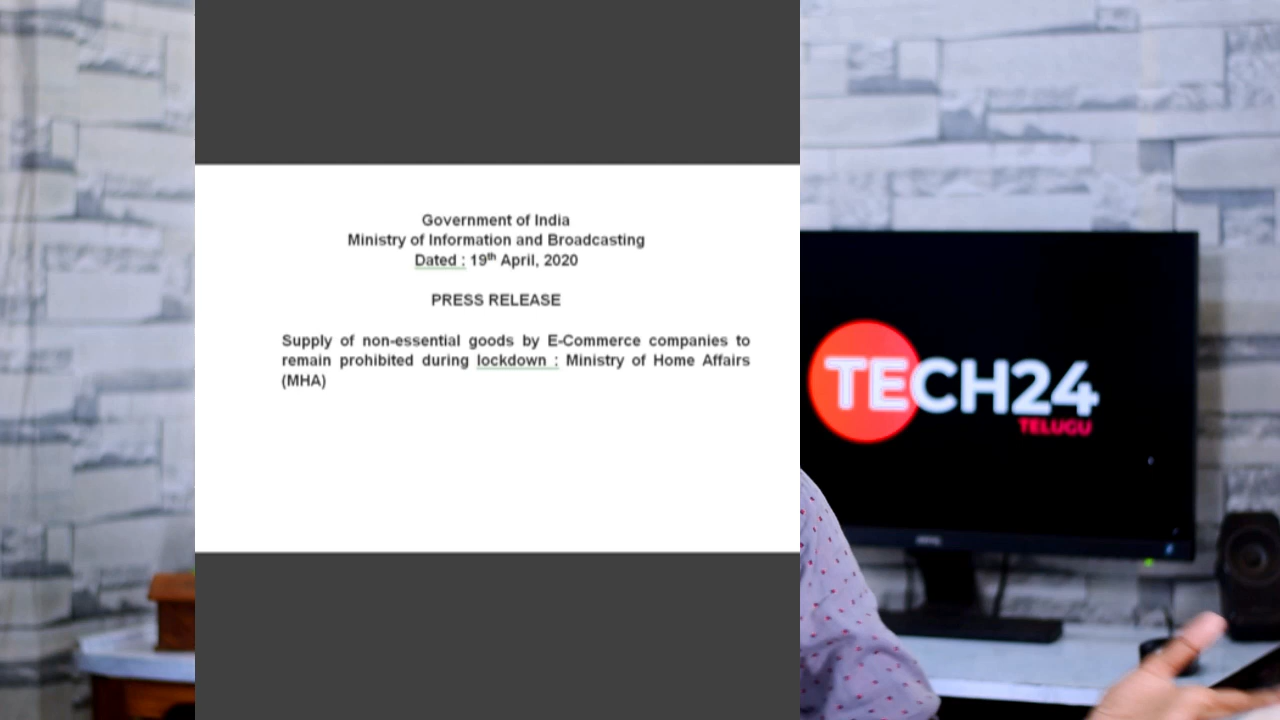 Government of India
Ministry of Information and Broadcasting
Dated : 19th April, 2020
PRESS RELEASE
Supply of non-essential goods by E-Commerce companies to
remain prohibited during lockdown : Ministry of Home Affairs
(MHA)
TECH24
TELUGU